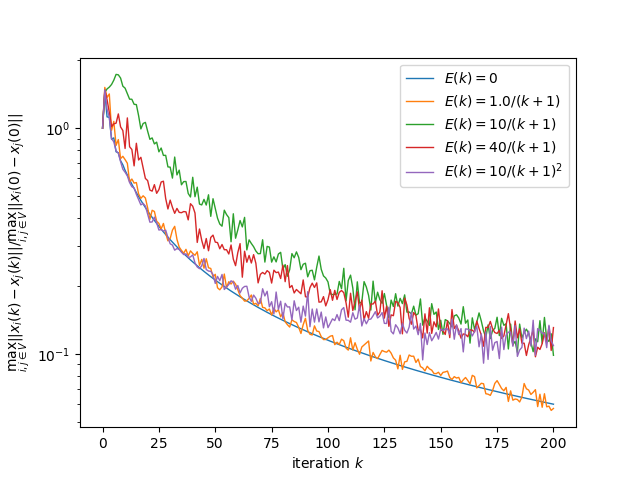 max_{i,j∈V}||x_i(k) − x_j(k)||/max_{i,j∈V}||x_i(0) − x_j(0)||
10^0
10^{−1}
E(k) = 0
E(k) = 1.0/(k + 1)
E(k) = 10/(k + 1)
E(k) = 40/(k + 1)
E(k) = 10/(k + 1)^2
0 25 50 75 100 125 150 175 200
iteration k